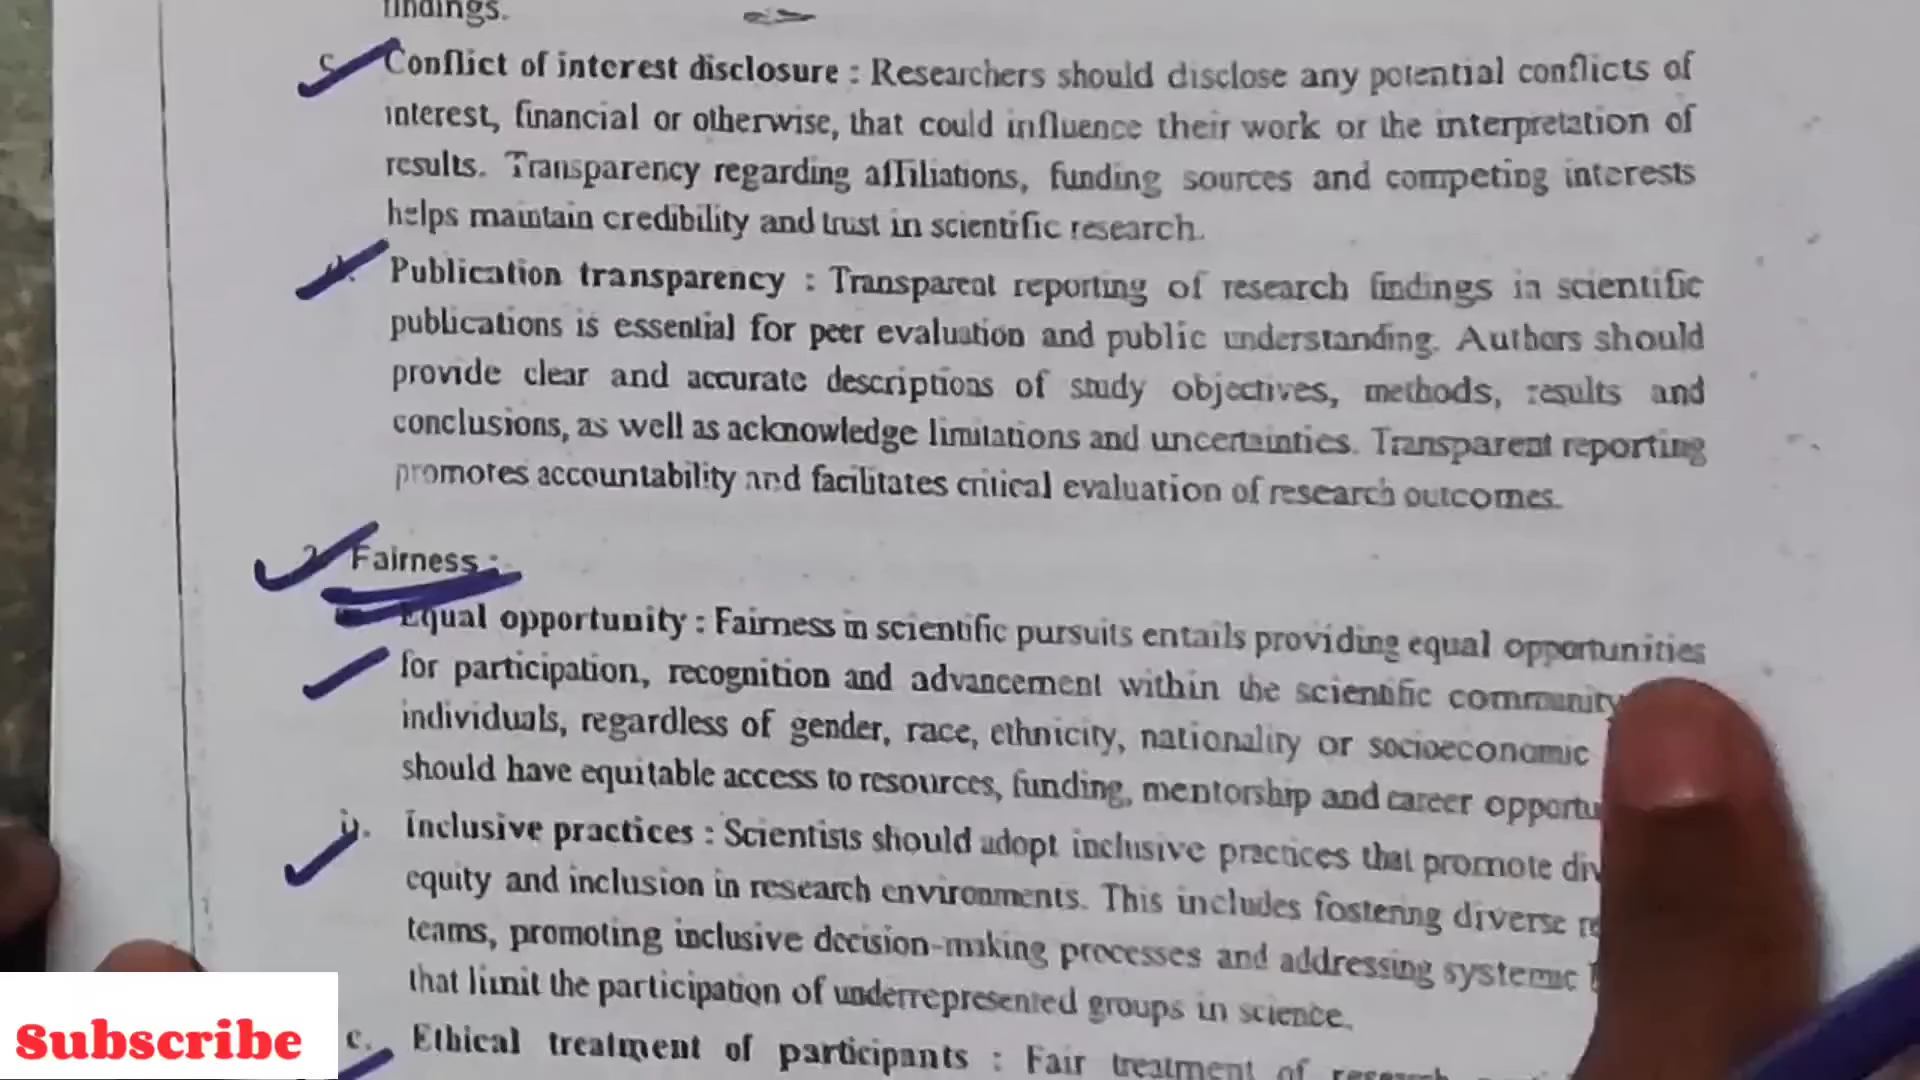 findings.
c. Conflict of interest disclosure : Researchers should disclose any potential conflicts of
interest, financial or otherwise, that could influence their work or the interpretation of
results. Transparency regarding affiliations, funding sources and competing interests
helps maintain credibility and trust in scientific research.
d. Publication transparency : Transparent reporting of research findings in scientific
publications is essential for peer evaluation and public understanding. Authors should
provide clear and accurate descriptions of study objectives, methods, results and
conclusions, as well as acknowledge limitations and uncertainties. Transparent reporting
promotes accountability and facilitates critical evaluation of research outcomes.
2. Fairness :
Equal opportunity : Fairness in scientific pursuits entails providing equal opportunities
for participation, recognition and advancement within the scientific community
individuals, regardless of gender, race, ethnicity, nationality or socioeconomic
should have equitable access to resources, funding, mentorship and career opportu
b. Inclusive practices : Scientists should adopt inclusive practices that promote div
equity and inclusion in research environments. This includes fostering diverse re
teams, promoting inclusive decision-making processes and addressing systemic
that limit the participation of underrepresented groups in science.
c. Ethical treatment of participants : Fair treatment of research
Subscribe